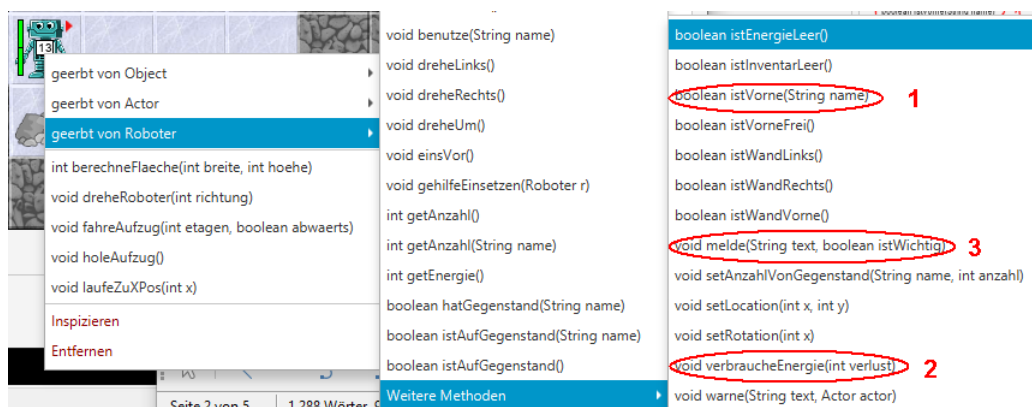 13
geerbt von Object
geerbt von Actor
geerbt von Roboter
int berechneFlaeche(int breite, int hoehe)
void dreheRoboter(int richtung)
void fahreAufzug(int etagen, boolean abwaerts)
void holeAufzug()
void laufeZuXPos(int x)
Inspizieren
Entfernen
Seite 2 von 5 1.288 Wörter,
void benutze(String name)
void dreheLinks()
void dreheRechts()
void dreheUm()
void einsVor()
void gehilfeEinsetzen(Roboter r)
int getAnzahl()
int getAnzahl(String name)
int getEnergie()
boolean hatGegenstand(String name)
boolean istAufGegenstand(String name)
boolean istAufGegenstand()
Weitere Methoden
boolean istEnergieLeer()
boolean istInventarLeer()
boolean istVorne(String name) 1
boolean istVorneFrei()
boolean istWandLinks()
boolean istWandRechts()
boolean istWandVorne()
void melde(String text, boolean istWichtig) 3
void setAnzahlVonGegenstand(String name, int anzahl)
void setLocation(int x, int y)
void setRotation(int x)
void verbraucheEnergie(int verlust) 2
void warne(String text, Actor actor)